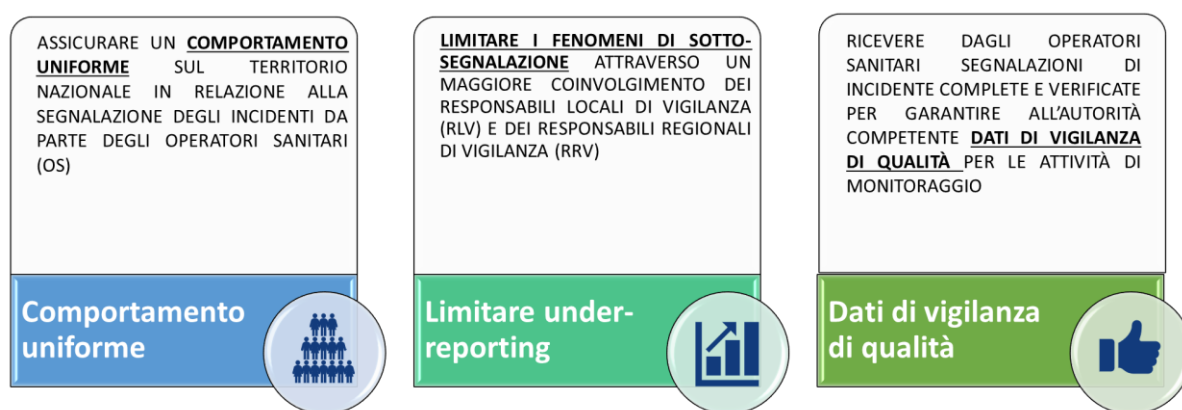 ASSICURARE UN COMPORTAMENTO
UNIFORME SUL TERRITORIO
NAZIONALE IN RELAZIONE ALLA
SEGNALAZIONE DEGLI INCIDENTI DA
PARTE DEGLI OPERATORI SANITARI
(OS)
Comportamento
uniforme
LIMITARE I FENOMENI DI SOTTO-
SEGNALAZIONE ATTRAVERSO UN
MAGGIORE COINVOLGIMENTO DEI
RESPONSABILI LOCALI DI VIGILANZA
(RLV) E DEI RESPONSABILI REGIONALI
DI VIGILANZA (RRV)
Limitare under-
reporting
RICEVERE DAGLI OPERATORI
SANITARI SEGNALAZIONI DI
INCIDENTE COMPLETE E VERIFICATE
PER GARANTIRE ALL'AUTORITÀ
COMPETENTE DATI DI VIGILANZA
DI QUALITÀ PER LE ATTIVITÀ DI
MONITORAGGIO
Dati di vigilanza
di qualità